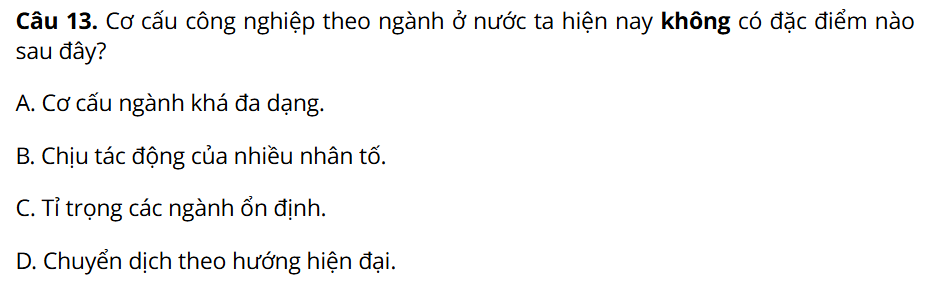 Câu 13. Cơ cấu công nghiệp theo ngành ở nước ta hiện nay không có đặc điểm nào
sau đây?
A. Cơ cấu ngành khá đa dạng.
B. Chịu tác động của nhiều nhân tố.
C. Tỉ trọng các ngành ổn định.
D. Chuyển dịch theo hướng hiện đại.